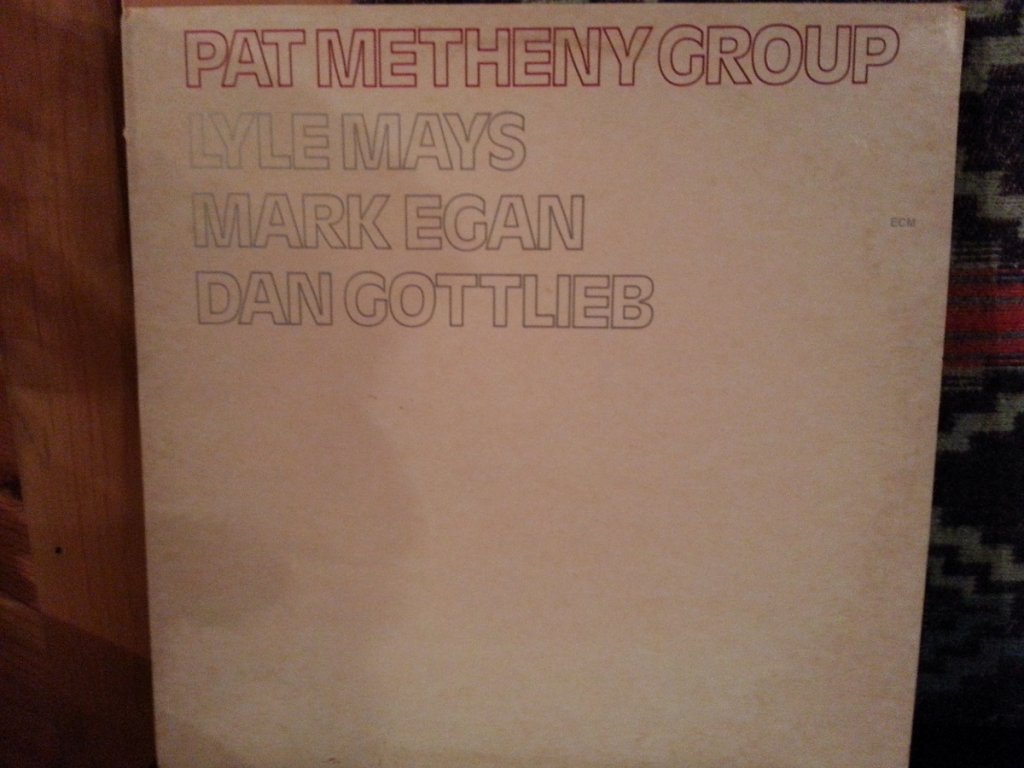 PAT METHENY GROUP
LYLE MAYS
MARK EGAN
DAN GOTTLIEB
ECM